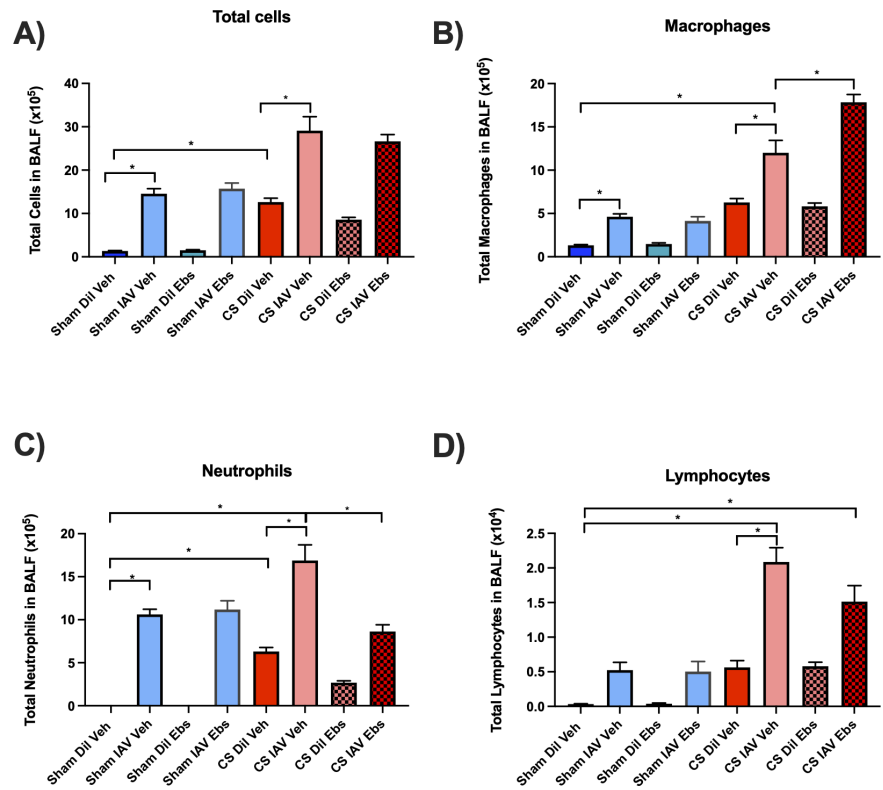 A)
Total cells
Total Cells in BALF (x10⁵)
40
30
20
10
0
*
*
*
Sham Dil Veh
Sham IAV Veh
Sham Dil Ebs
Sham IAV Ebs
CS Dil Veh
CS IAV Veh
CS Dil Ebs
CS IAV Ebs
B)
Macrophages
Total Macrophages in BALF (x10⁵)
20
15
10
5
0
*
*
*
*
Sham Dil Veh
Sham IAV Veh
Sham Dil Ebs
Sham IAV Ebs
CS Dil Veh
CS IAV Veh
CS Dil Ebs
CS IAV Ebs
C)
Neutrophils
Total Neutrophils in BALF (x10⁵)
20
15
10
5
0
*
*
*
*
*
Sham Dil Veh
Sham IAV Veh
Sham Dil Ebs
Sham IAV Ebs
CS Dil Veh
CS IAV Veh
CS Dil Ebs
CS IAV Ebs
D)
Lymphocytes
Total Lymphocytes in BALF (x10⁴)
2.5
2.0
1.5
1.0
0.5
0.0
*
*
*
Sham Dil Veh
Sham IAV Veh
Sham Dil Ebs
Sham IAV Ebs
CS Dil Veh
CS IAV Veh
CS Dil Ebs
CS IAV Ebs